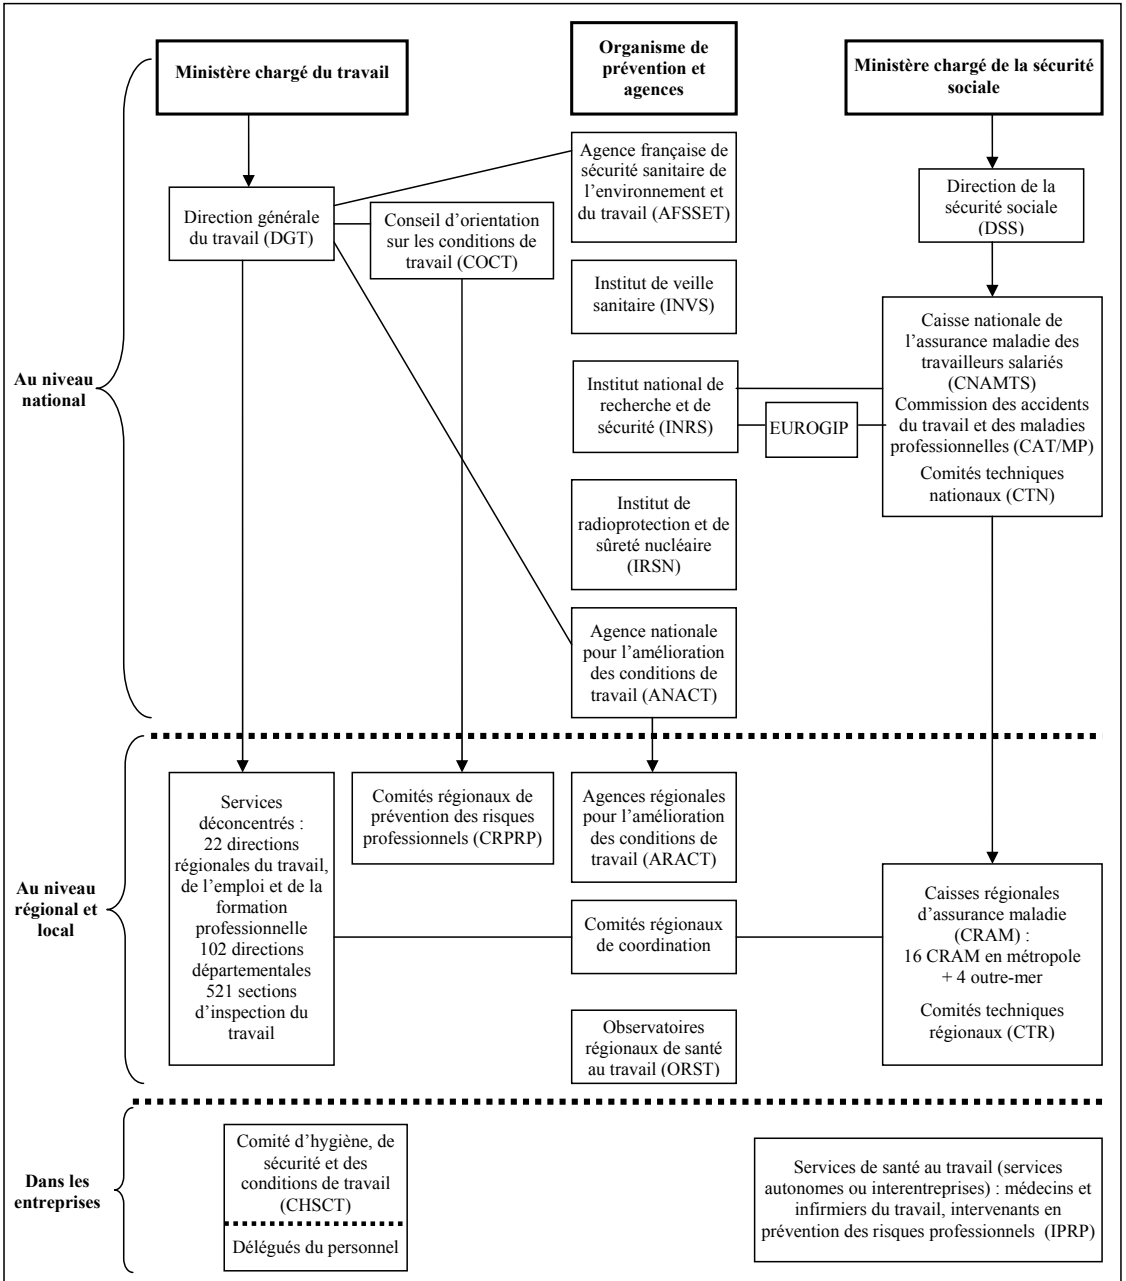 Ministère chargé du travail
Organisme de
prévention et
agences
Ministère chargé de la sécurité
sociale
Au niveau
national
Direction générale
du travail (DGT)
Conseil d'orientation
sur les conditions de
travail (COCT)
Agence française de
sécurité sanitaire de
l'environnement et
du travail (AFSSET)
Direction de la
sécurité sociale
(DSS)
Institut de veille
sanitaire (INVS)
Caisse nationale de
l'assurance maladie des
travailleurs salariés
(CNAMTS)
Commission des accidents
du travail et des maladies
professionnelles (CAT/MP)
Comités techniques
nationaux (CTN)
Institut national de
recherche et de
sécurité (INRS)
EUROGIP
Institut de
radioprotection et de
sûreté nucléaire
(IRSN)
Agence nationale
pour l'amélioration
des conditions de
travail (ANACT)
Au niveau
régional et
local
Services
déconcentrés :
22 directions
régionales du travail,
de l'emploi et de la
formation
professionnelle
102 directions
départementales
521 sections
d'inspection du
travail
Comités régionaux de
prévention des risques
professionnels (CRPRP)
Agences régionales
pour l'amélioration
des conditions de
travail (ARACT)
Comités régionaux
de coordination
Caisses régionales
d'assurance maladie
(CRAM) :
16 CRAM en métropole
+ 4 outre-mer
Comités techniques
régionaux (CTR)
Observatoires
régionaux de santé
au travail (ORST)
Dans les
entreprises
Comité d'hygiène, de
sécurité et des
conditions de travail
(CHSCT)
Délégués du personnel
Services de santé au travail (services
autonomes ou interentreprises) : médecins et
infirmiers du travail, intervenants en
prévention des risques professionnels (IPRP)